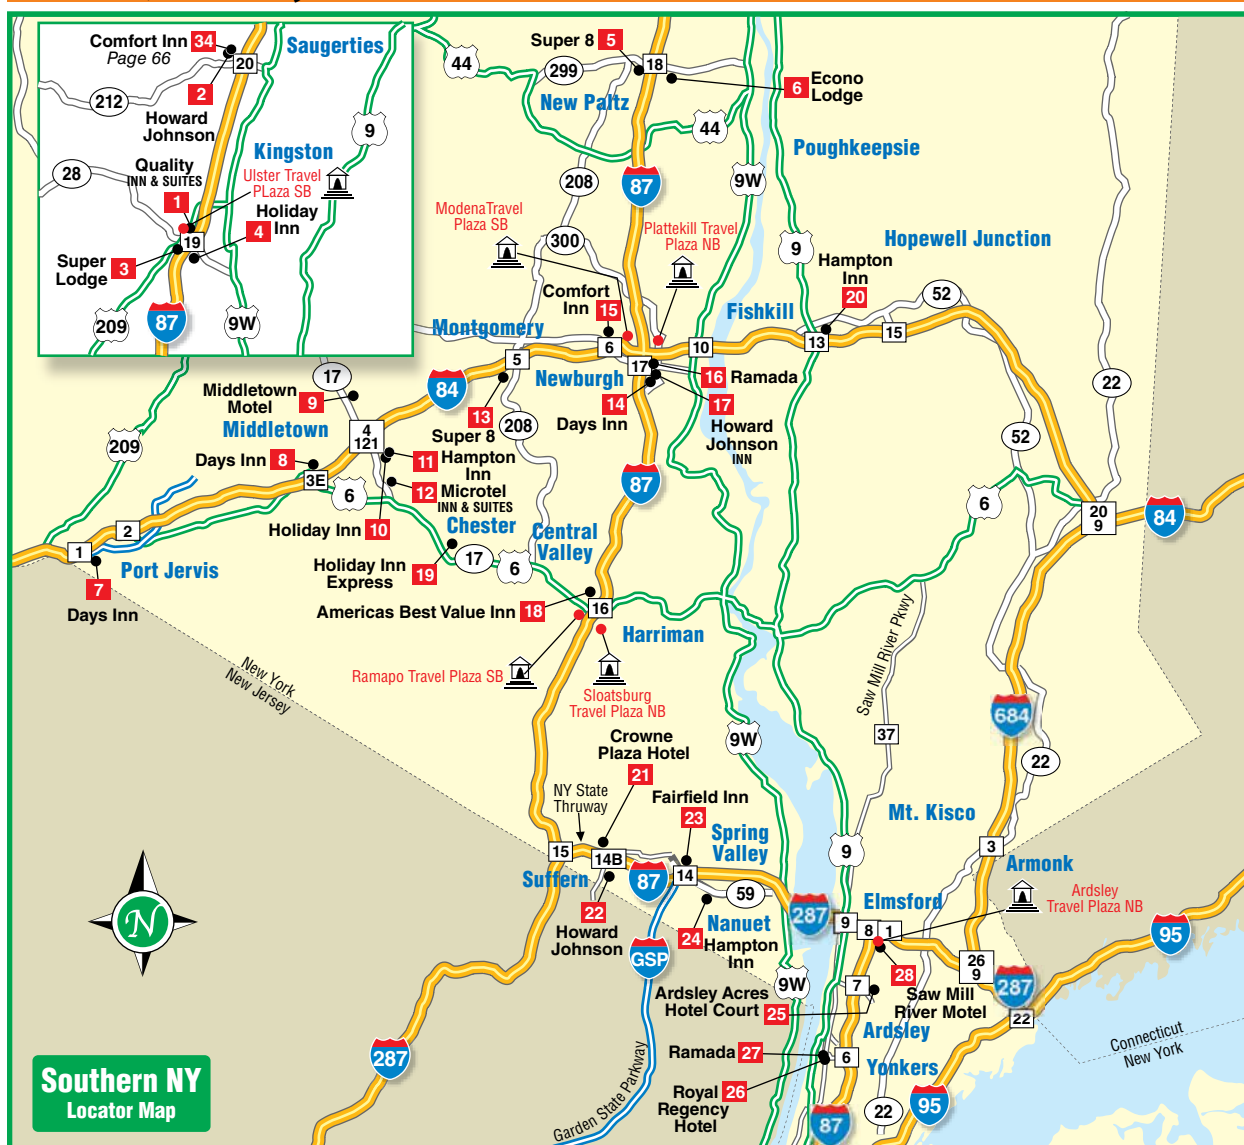 Comfort Inn 34
Page 66
Saugerties
20
212
2
Howard
Johnson
9
Kingston
28
Quality
INN & SUITES
Ulster Travel
PLaza SB
1
Holiday
Inn
4
19
Super
Lodge
3
209
87
9W
44
Super 8 5
299
18
6 Econo
Lodge
New Paltz
44
Poughkeepsie
87
9W
208
ModenaTravel
Plaza SB
300
Plattekill Travel
Plaza NB
9
Hopewell Junction
Hampton
Inn
20
52
Comfort
Inn 15
Fishkill
Montgomery
5
6
10
13
15
17
Newburgh
16 Ramada
22
17
Middletown
Motel
9
84
14
Days Inn
17
Howard
Johnson
INN
13
Super 8
208
52
Middletown
4
121
209
Days Inn 8
11 Hampton
Inn
3E
6
12 Microtel
INN & SUITES
87
6
20
9
84
Holiday Inn 10
Chester
Central
Valley
2
1
Port Jervis
17
6
Holiday Inn
Express
19
7
Days Inn
Americas Best Value Inn 18
16
Harriman
Saw Mill River Pkwy
New York
New Jersey
Ramapo Travel Plaza SB
Sloatsburg
Travel Plaza NB
684
37
9W
22
Crowne
Plaza Hotel
21
NY State
Thruway
Fairfield Inn
23
Spring
Valley
Mt. Kisco
9
3
Armonk
15
14B
Suffern
87
14
59
Elmsford
Ardsley
Travel Plaza NB
287
9
8
1
22
Howard
Johnson
Nanuet
24 Hampton
Inn
N
GSP
95
26
9
28
Saw Mill
River Motel
287
9W
7
Ardsley Acres
Hotel Court 25
22
Ardsley
Connecticut
New York
Ramada 27
6
Yonkers
287
Royal
Regency
Hotel
26
Garden State Parkway
95
22
87
Southern NY
Locator Map